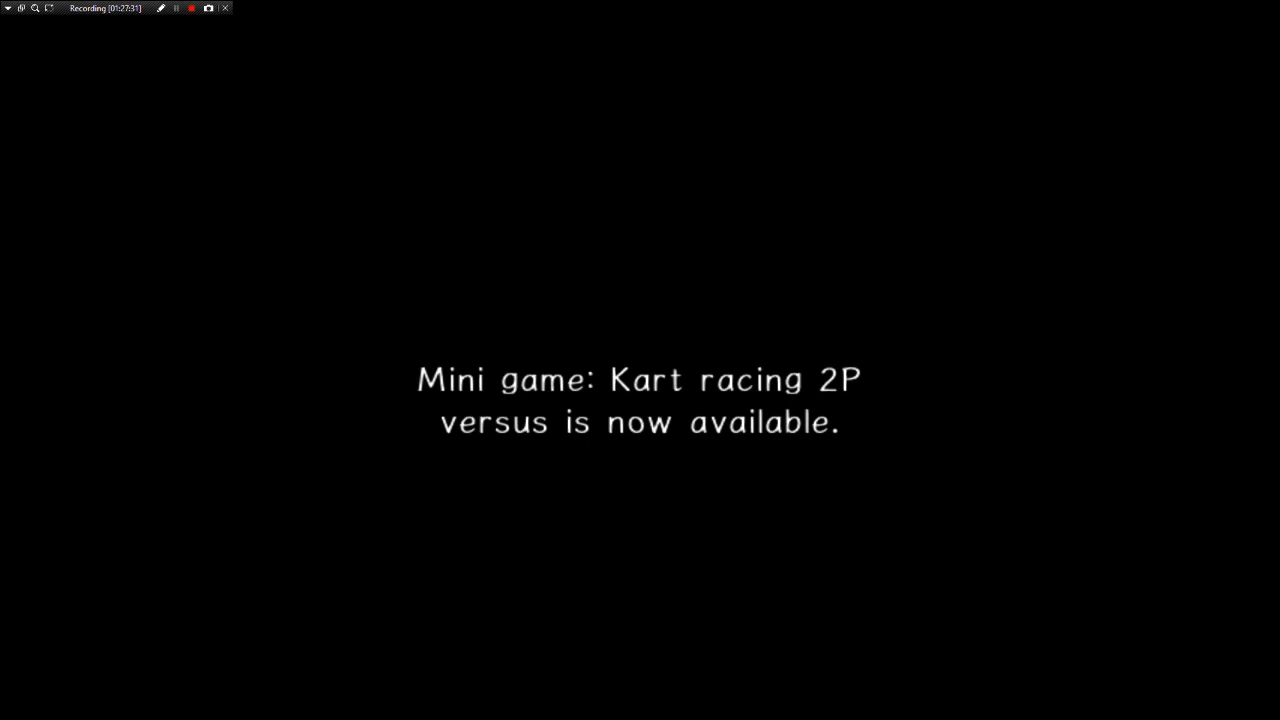 Recording [01:27:31]
Mini game: Kart racing 2P
versus is now available.